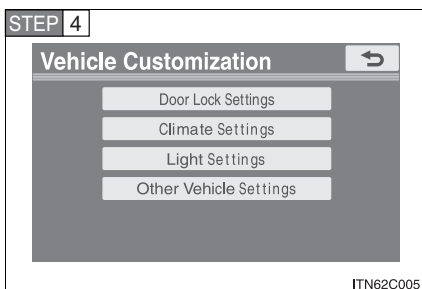 STEP 4
Vehicle Customization
Door Lock Settings
Climate Settings
Light Settings
Other Vehicle Settings
ITN62C005